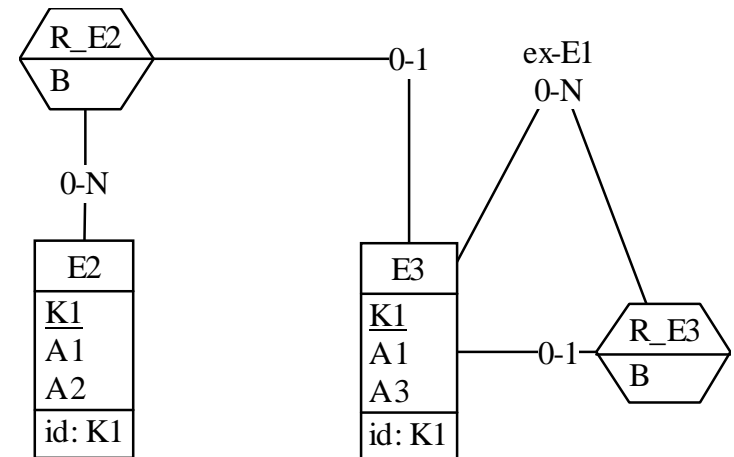 R_E2
B
0-1
ex-E1
0-N
0-N
E2
K1
A1
A2
id: K1
E3
K1
A1
A3
id: K1
0-1
R_E3
B